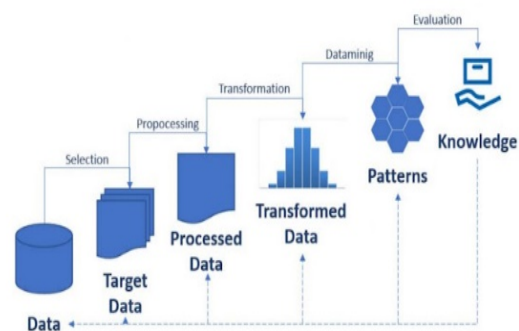 Evaluation
Dataminig
Transformation
Propocessing
Selection
Knowledge
Patterns
Transformed
Data
Processed
Data
Target
Data
Data